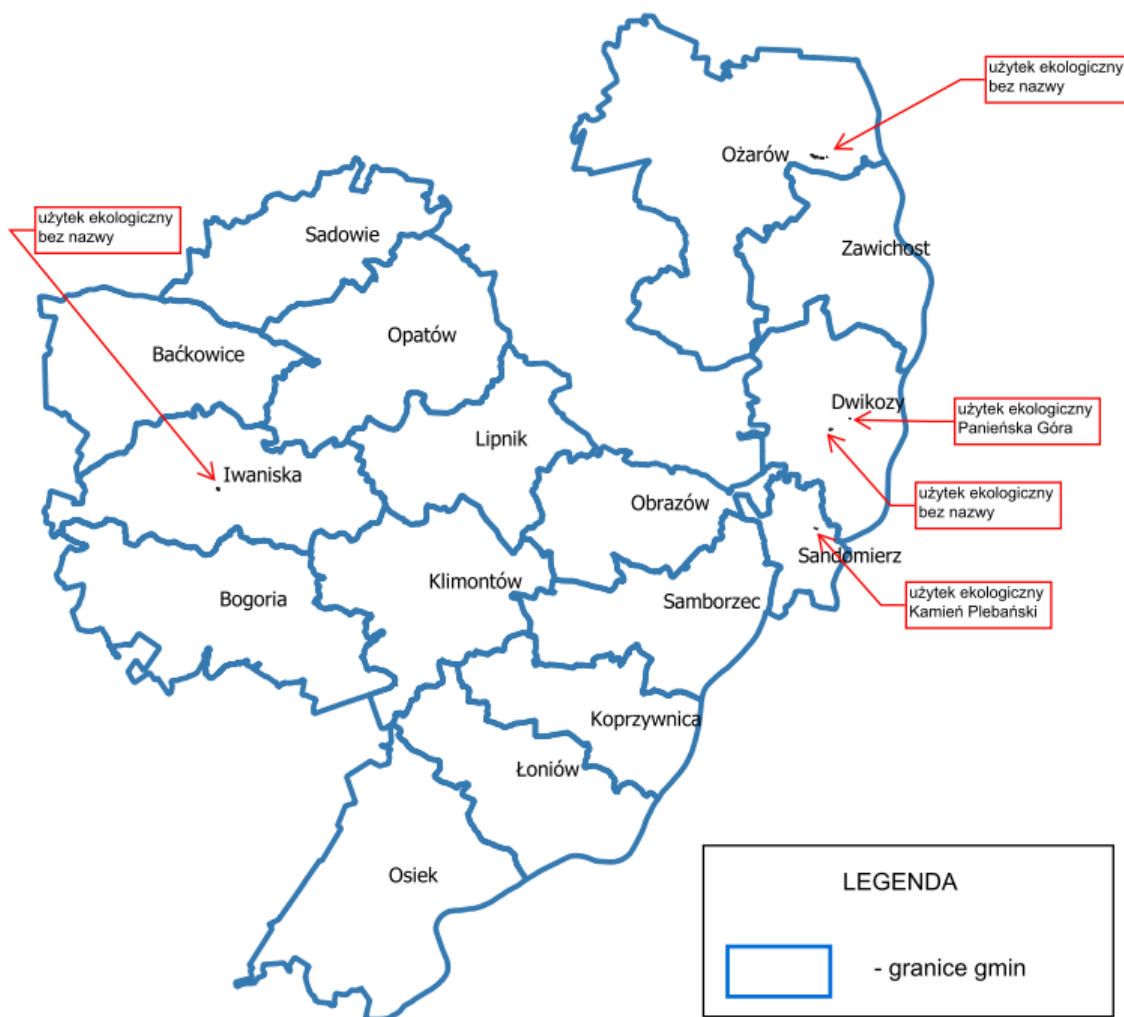 użytek ekologiczny
bez nazwy
Ożarów
użytek ekologiczny
bez nazwy
Sadowie
Zawichost
Opatów
Baćkowice
Dwikozy
użytek ekologiczny
Panieńska Góra
Lipnik
Iwaniska
Obrazów
użytek ekologiczny
bez nazwy
Sandomierz
Klimontów
Bogoria
Samborzec
użytek ekologiczny
Kamień Plebański
Koprzywnica
Łoniów
Osiek
LEGENDA
- granice gmin